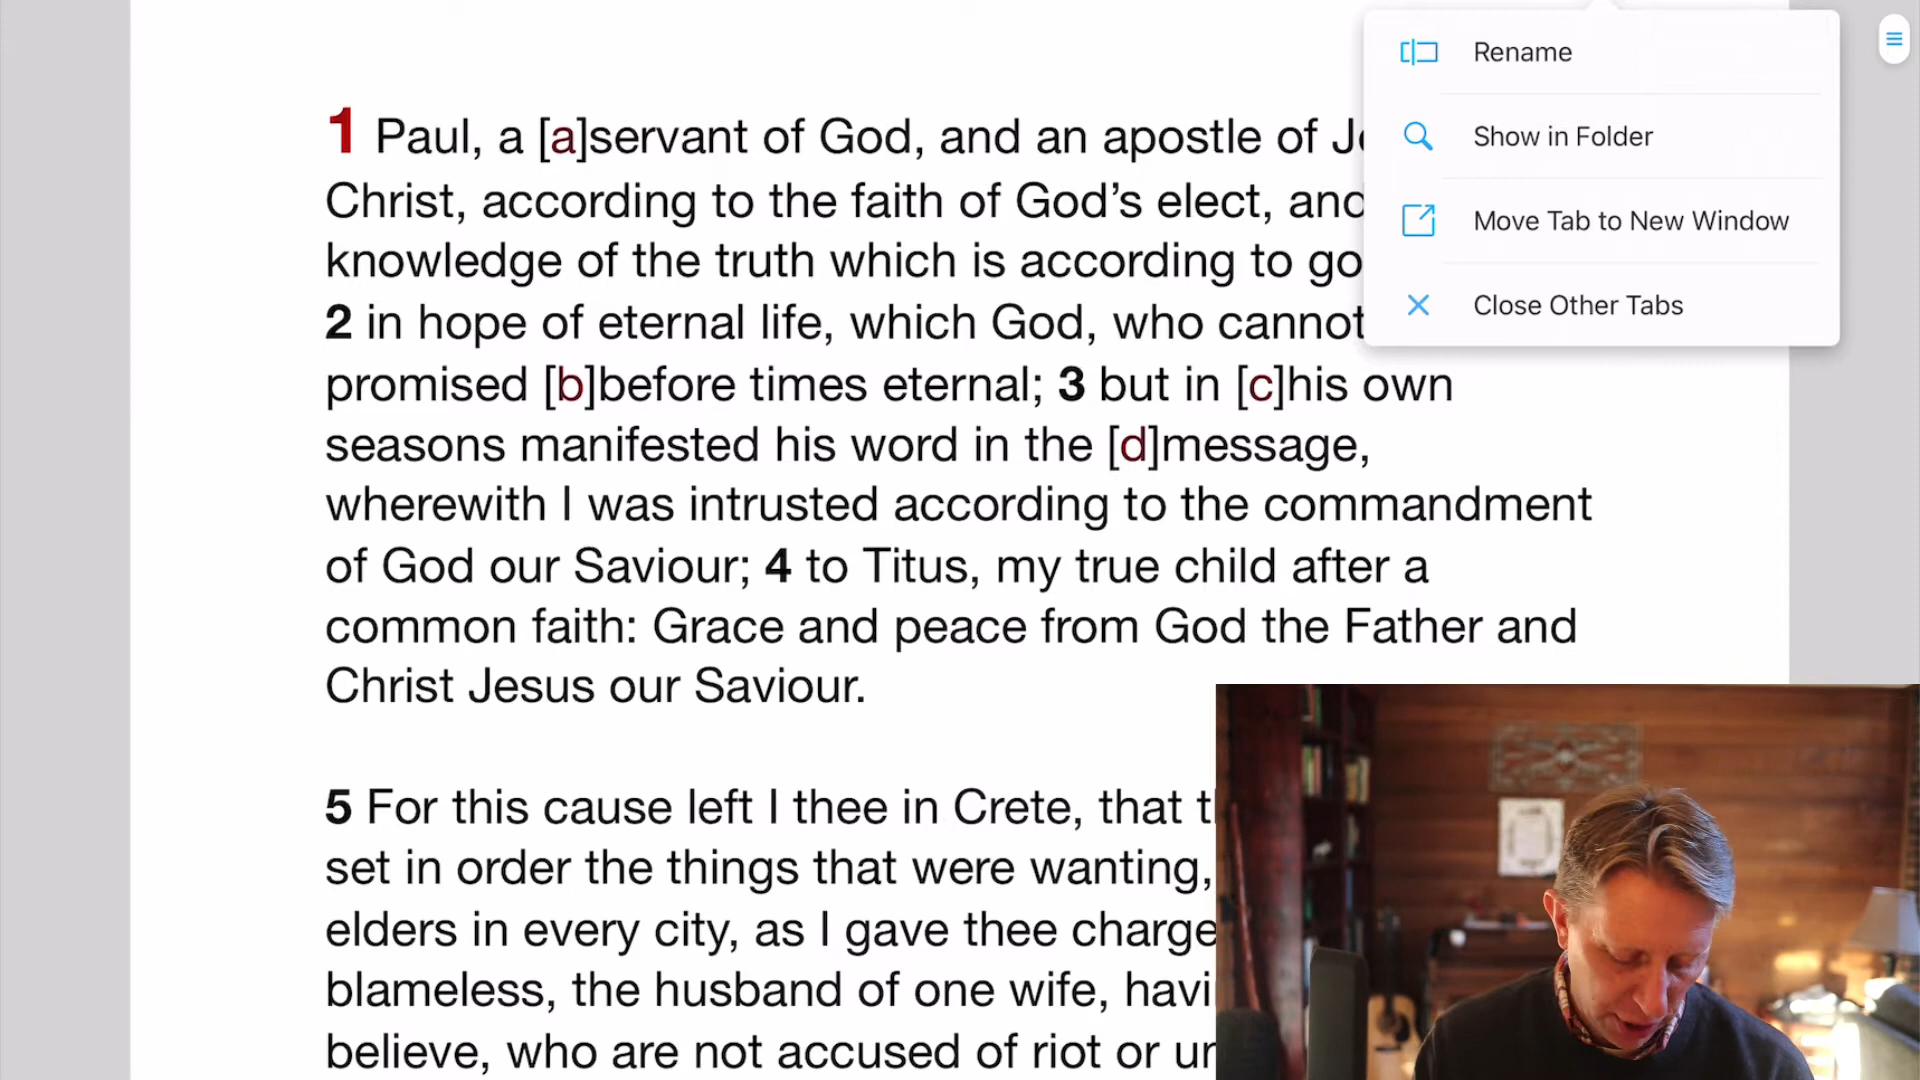 1 Paul, a [a]servant of God, and an apostle of
Christ, according to the faith of God's elect, and
knowledge of the truth which is according to
2 in hope of eternal life, which God, who cannot
promised [b]before times eternal; 3 but in [c]his own
seasons manifested his word in the [d]message,
wherewith I was intrusted according to the commandment
of God our Saviour; 4 to Titus, my true child after a
common faith: Grace and peace from God the Father and
Christ Jesus our Saviour.
5 For this cause left I thee in Crete, that
set in order the things that were wanting,
elders in every city, as I gave thee charge
blameless, the husband of one wife,
believe, who are not accused of riot or
Rename
Show in Folder
Move Tab to New Window
Close Other Tabs